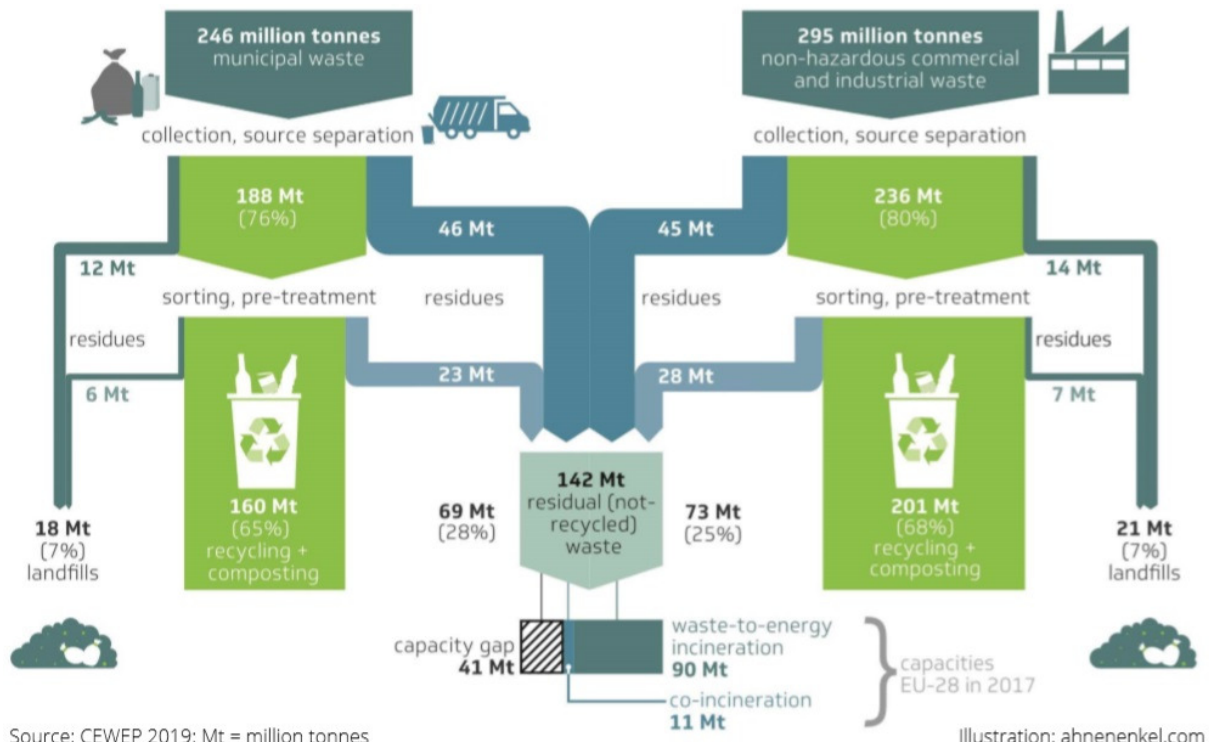 246 million tonnes
municipal waste
295 million tonnes
non-hazardous commercial
and industrial waste
collection, source separation
collection, source separation
188 Mt
(76%)
46 Mt
45 Mt
236 Mt
(80%)
12 Mt
14 Mt
sorting, pre-treatment
residues
residues
sorting, pre-treatment
residues
residues
6 Mt
23 Mt
28 Mt
7 Mt
160 Mt
(65%)
recycling +
composting
69 Mt
(28%)
142 Mt
residual (not-
recycled)
waste
73 Mt
(25%)
201 Mt
(68%)
recycling +
composting
18 Mt
(7%)
landfills
21 Mt
(7%)
landfills
capacity gap
41 Mt
waste-to-energy
incineration
90 Mt
co-incineration
11 Mt
capacities
EU-28 in 2017
Source: CEWEP 2019; Mt = million tonnes
Illustration: ahnenenkel.com